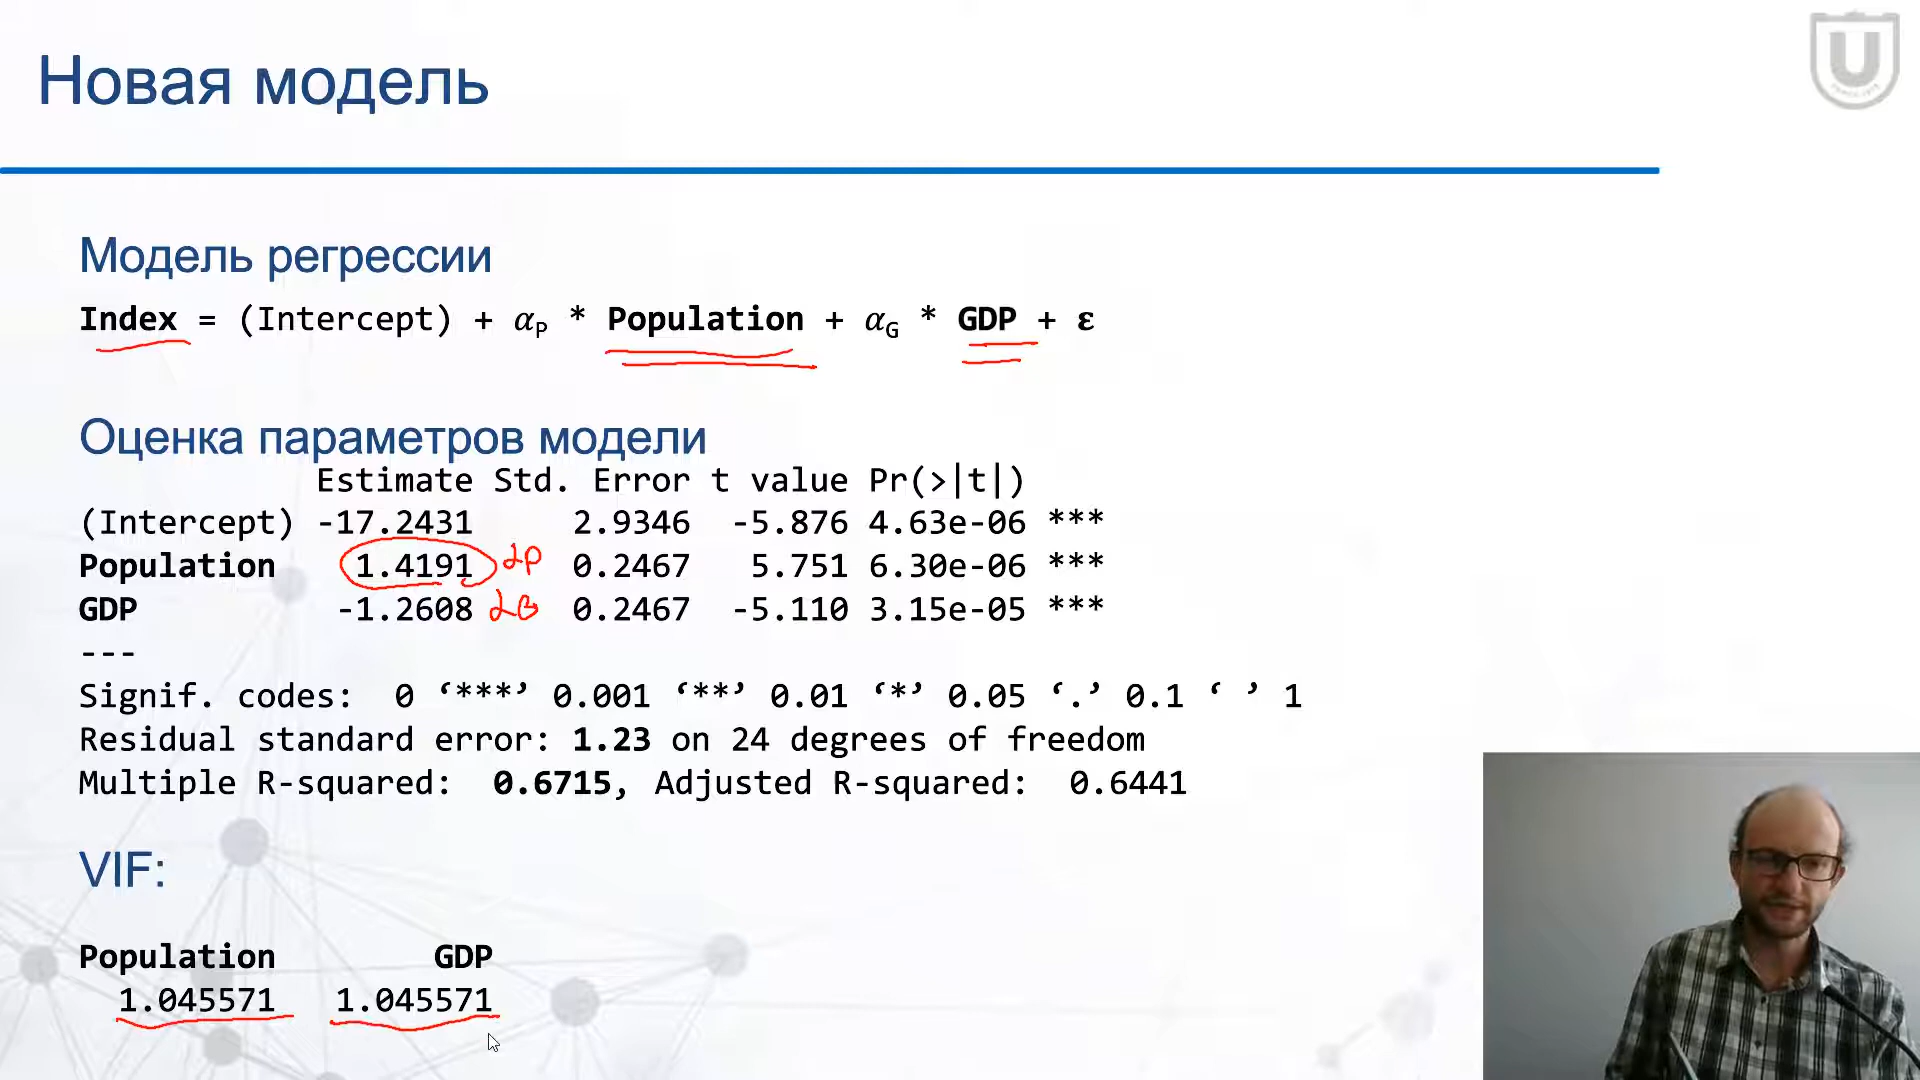 Новая модель
Модель регрессии
Index = (Intercept) + αP * Population + αG * GDP + ε
Оценка параметров модели
Estimate Std. Error t value Pr(>|t|)
(Intercept) -17.2431 2.9346 -5.876 4.63e-06 ***
Population 1.4191 αP 0.2467 5.751 6.30e-06 ***
GDP -1.2608 0.2467 -5.110 3.15e-05 ***
---
Signif. codes: 0 ‘***’ 0.001 ‘**’ 0.01 ‘*’ 0.05 ‘.’ 0.1 ‘ ’ 1
Residual standard error: 1.23 on 24 degrees of freedom
Multiple R-squared: 0.6715, Adjusted R-squared: 0.6441
VIF:
Population GDP
1.045571 1.045571